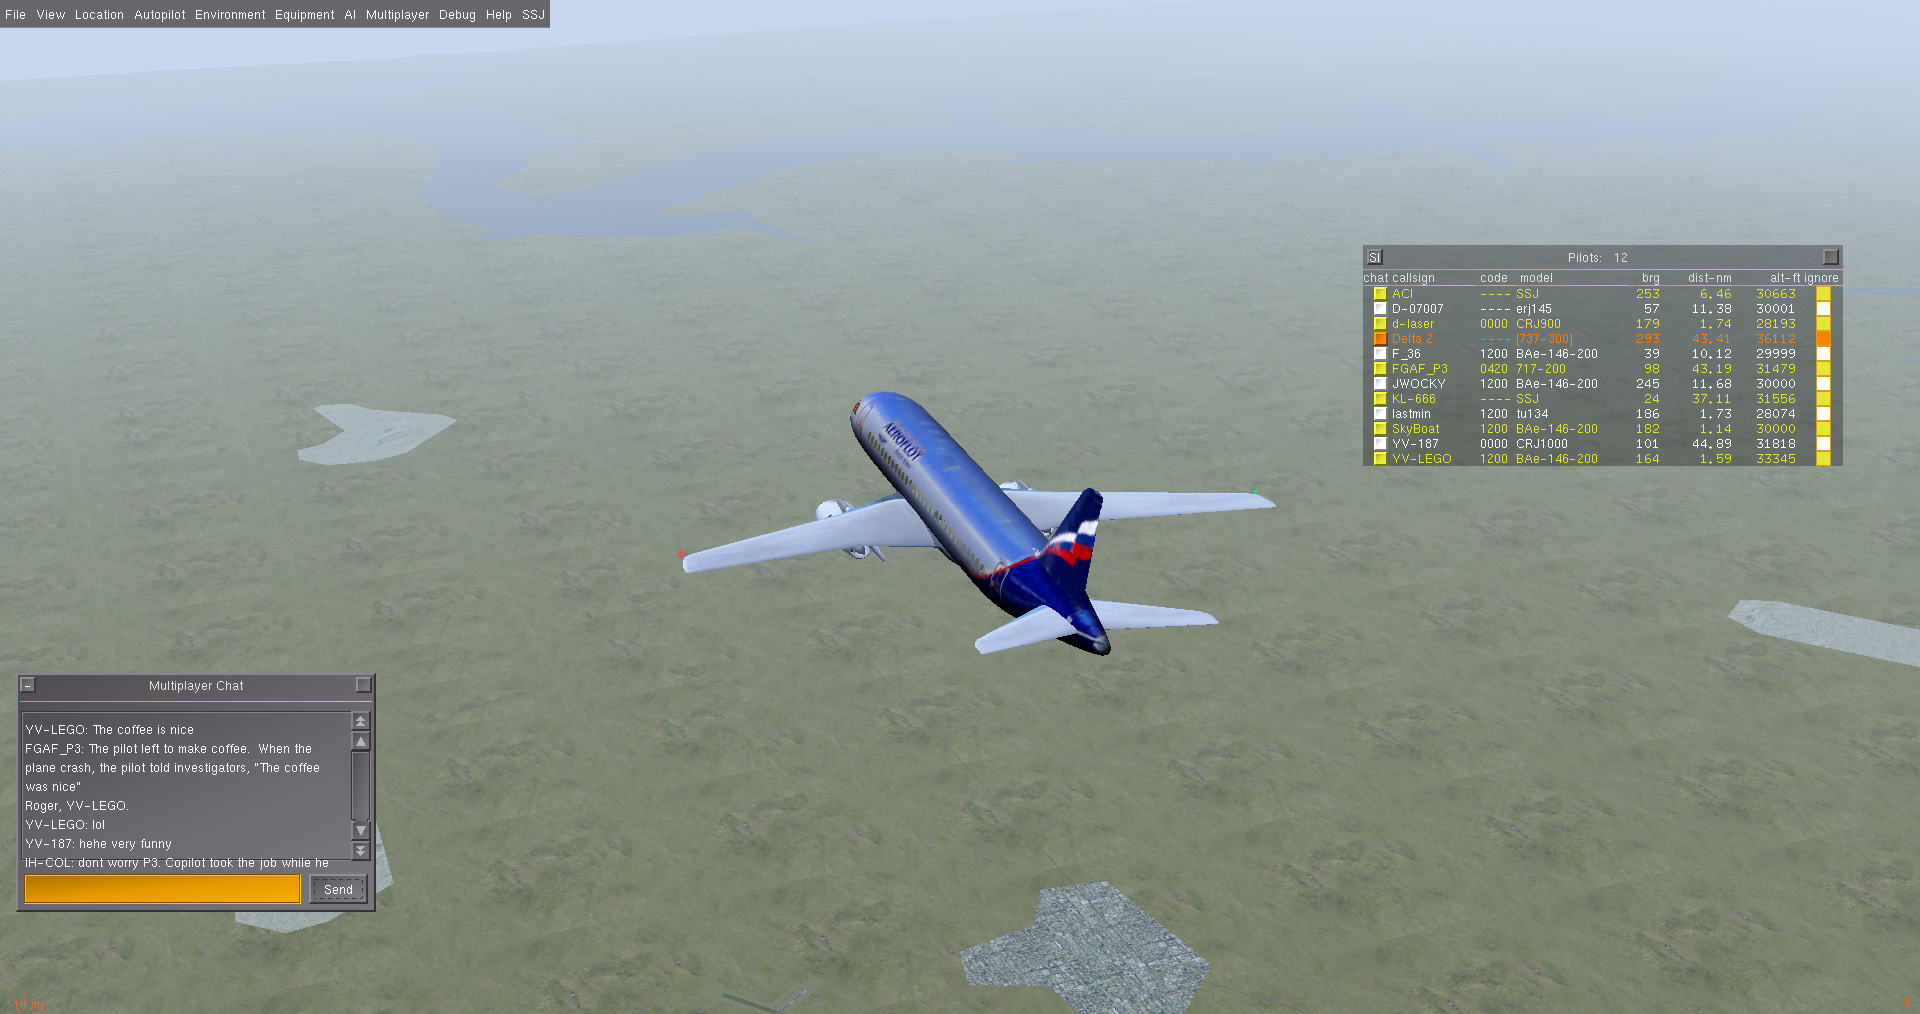 File View Location Autopilot Environment Equipment AI Multiplayer Debug Help SSJ
SI Pilots: 12
chat callsign code model brg dist-nm alt-ft ignore
ACI ---- SSJ 253 6.46 30663
D-07007 ---- erj145 57 11.38 30001
d-laser 0000 CRJ900 179 1.74 28193
Delta 2 ---- [737-300] 293 43.41 36112
F_36 1200 BAe-146-200 39 10.12 29999
FGAF_P3 0420 717-200 98 43.19 31479
JWOCKY 1200 BAe-146-200 245 11.68 30000
KL-666 ---- SSJ 24 37.11 31556
lastmin 1200 tu134 186 1.73 28074
SkyBoat 1200 BAe-146-200 182 1.14 30000
YV-187 0000 CRJ1000 101 44.89 31818
YV-LEGO 1200 BAe-146-200 164 1.59 33345
AEROFLOT
- Multiplayer Chat
YV-LEGO: The coffee is nice
FGAF_P3: The pilot left to make coffee.  When the
plane crash, the pilot told investigators, "The coffee
was nice"
Roger, YV-LEGO.
YV-LEGO: lol
YV-187: hehe very funny
IH-COL: dont worry P3. Copilot took the job while he
Send